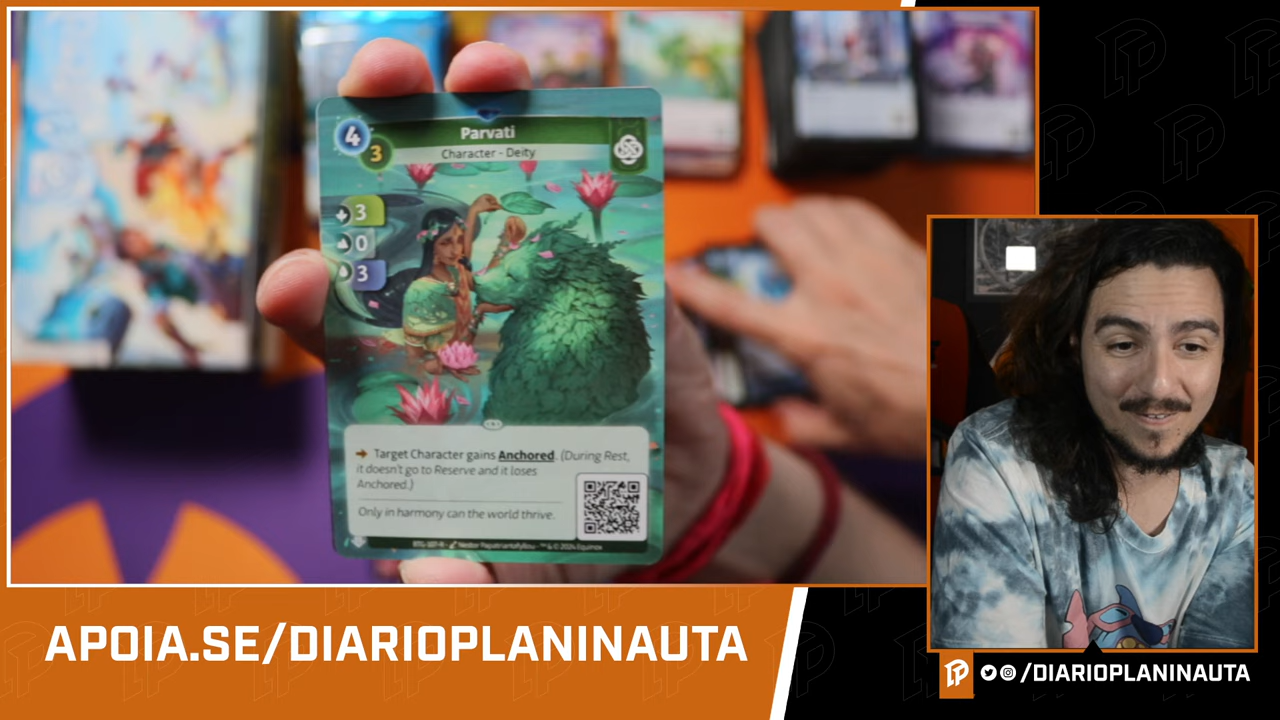 4
Parvati
3
Character - Deity
3
0
3
Target Character gains Anchored. (During Rest,
it doesn't go to Reserve and it loses
Anchored.)
Only in harmony can the world thrive.
APOIA.SE/DIARIOPLANINAUTA
/DIARIOPLANINAUTA